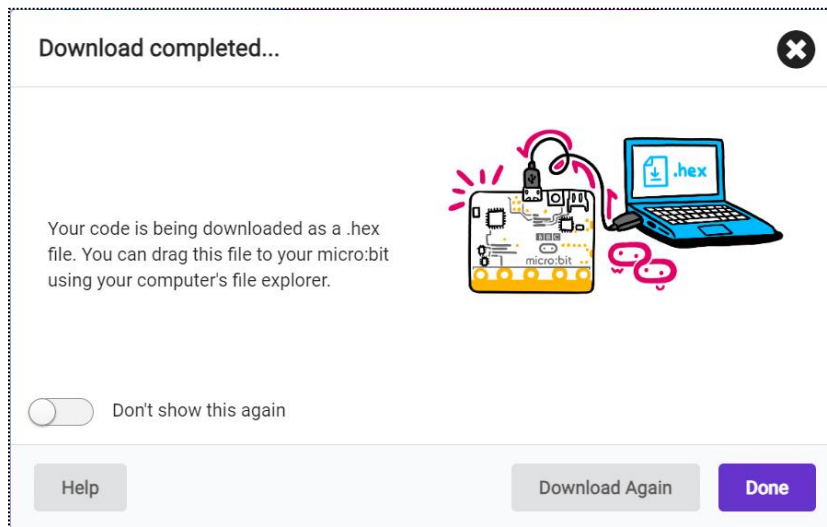 Download completed...
.hex
BBC
micro:bit
Your code is being downloaded as a .hex
file. You can drag this file to your micro:bit
using your computer's file explorer.
Don't show this again
Help
Download Again
Done